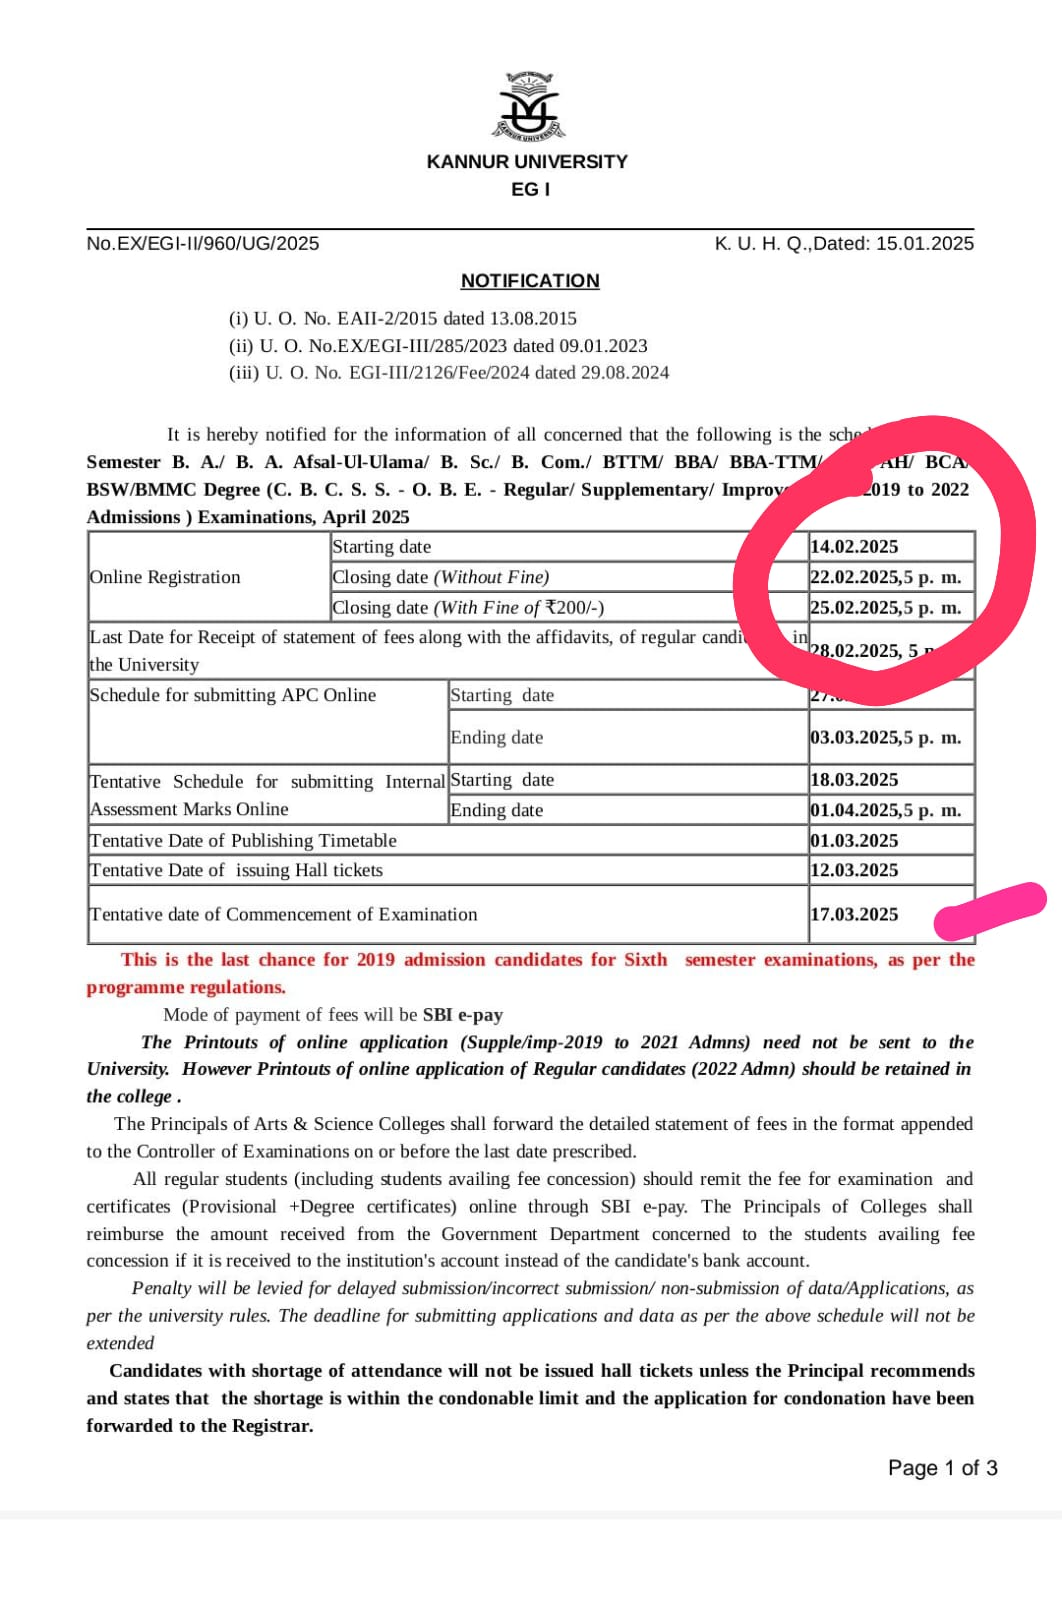 KANNUR UNIVERSITY
KANNUR UNIVERSITY
EG I
No.EX/EGI-II/960/UG/2025 K. U. H. Q.,Dated: 15.01.2025
NOTIFICATION
(i) U. O. No. EAII-2/2015 dated 13.08.2015
(ii) U. O. No.EX/EGI-III/285/2023 dated 09.01.2023
(iii) U. O. No. EGI-III/2126/Fee/2024 dated 29.08.2024
It is hereby notified for the information of all concerned that the following is the
Semester B. A./ B. A. Afsal-Ul-Ulama/ B. Sc./ B. Com./ BTTM/ BBA/ BBA-TTM/ BCA/
BSW/BMMC Degree (C. B. C. S. S. - O. B. E. - Regular/ Supplementary/ 2019 to 2022
Admissions ) Examinations, April 2025
Online Registration
Starting date 14.02.2025
Closing date (Without Fine) 22.02.2025,5 p. m.
Closing date (With Fine of ₹200/-) 25.02.2025,5 p. m.
Last Date for Receipt of statement of fees along with the affidavits, of regular in
the University
28.02.2025, 5
Schedule for submitting APC Online Starting date
Ending date 03.03.2025,5 p. m.
Tentative Schedule for submitting Internal
Assessment Marks Online
Starting date 18.03.2025
Ending date 01.04.2025,5 p. m.
Tentative Date of Publishing Timetable 01.03.2025
Tentative Date of issuing Hall tickets 12.03.2025
Tentative date of Commencement of Examination 17.03.2025
This is the last chance for 2019 admission candidates for Sixth semester examinations, as per the
programme regulations.
Mode of payment of fees will be SBI e-pay
The Printouts of online application (Supple/imp-2019 to 2021 Admns) need not be sent to the
University. However Printouts of online application of Regular candidates (2022 Admn) should be retained in
the college .
The Principals of Arts & Science Colleges shall forward the detailed statement of fees in the format appended
to the Controller of Examinations on or before the last date prescribed.
All regular students (including students availing fee concession) should remit the fee for examination and
certificates (Provisional +Degree certificates) online through SBI e-pay. The Principals of Colleges shall
reimburse the amount received from the Government Department concerned to the students availing fee
concession if it is received to the institution's account instead of the candidate's bank account.
Penalty will be levied for delayed submission/incorrect submission/ non-submission of data/Applications, as
per the university rules. The deadline for submitting applications and data as per the above schedule will not be
extended
Candidates with shortage of attendance will not be issued hall tickets unless the Principal recommends
and states that the shortage is within the condonable limit and the application for condonation have been
forwarded to the Registrar.
Page 1 of 3